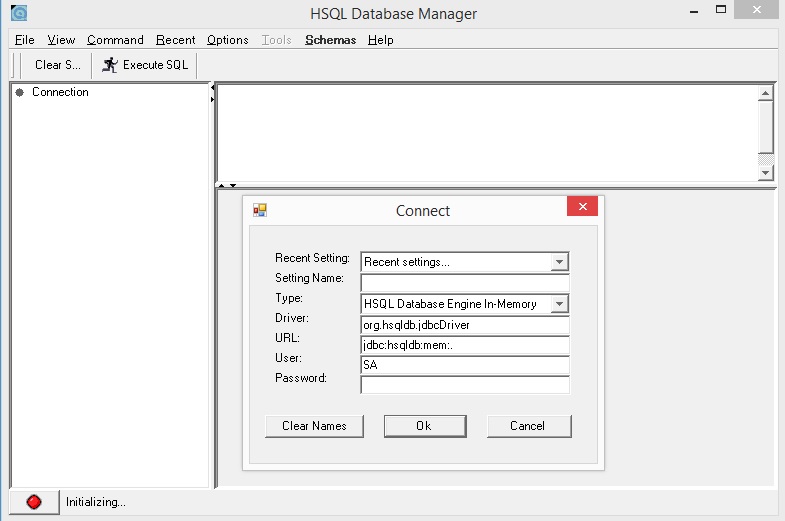 HSQL Database Manager
File View Command Recent Options Tools Schemas Help
Clear S... Execute SQL
Connection
Connect
Recent Setting: Recent settings...
Setting Name:
Type: HSQL Database Engine In-Memory
Driver: org.hsqldb.jdbcDriver
URL: jdbc:hsqldb:mem:.
User: SA
Password:
Clear Names Ok Cancel
Initializing...